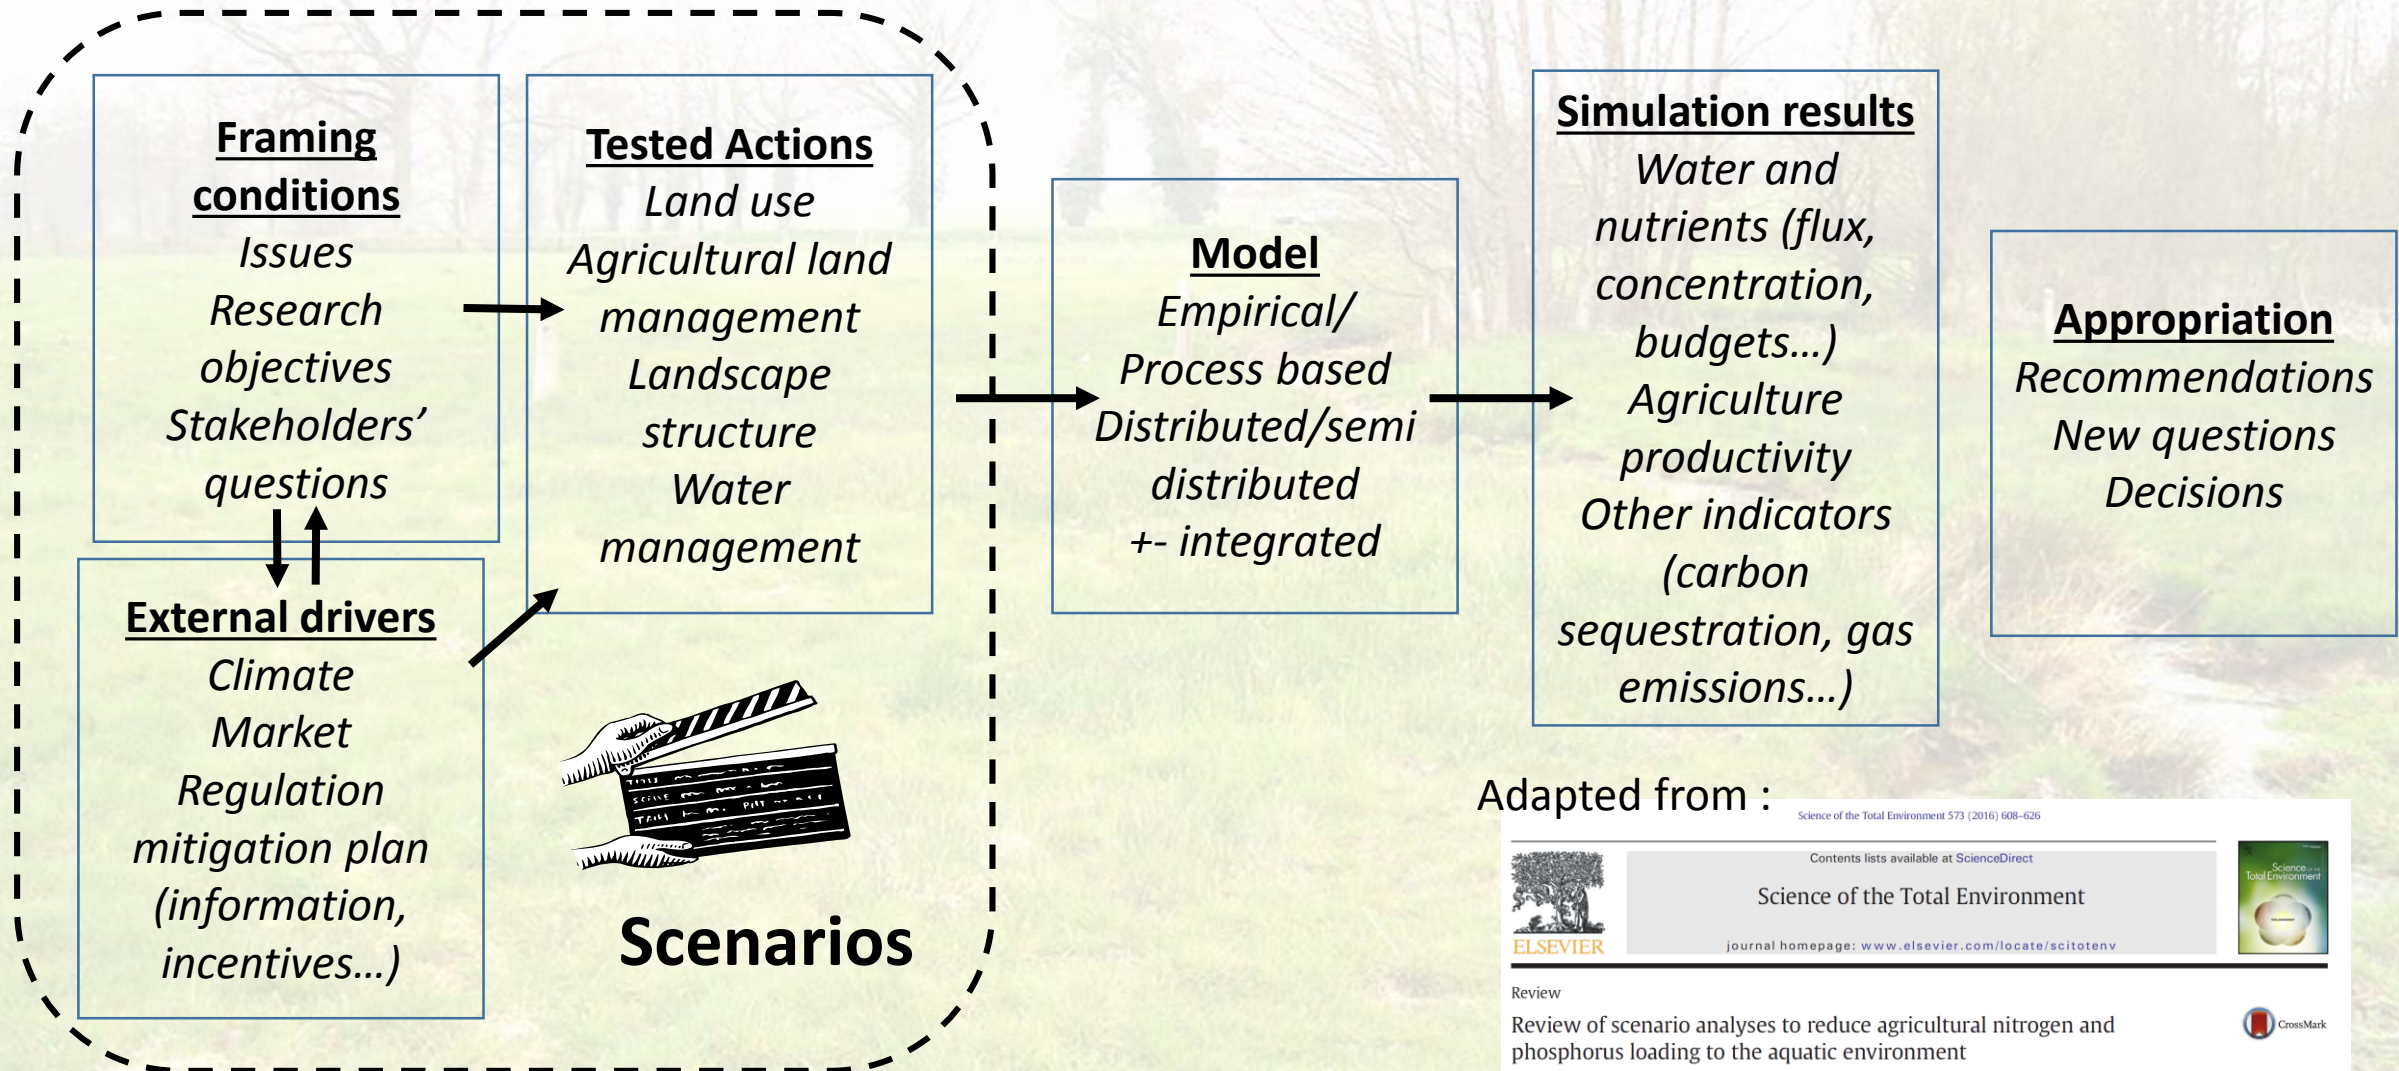 Framing
conditions
Issues
Research
objectives
Stakeholders’
questions
External drivers
Climate
Market
Regulation
mitigation plan
(information,
incentives…)
Tested Actions
Land use
Agricultural land
management
Landscape
structure
Water
management
Scenarios
Model
Empirical/
Process based
Distributed/semi
distributed
+- integrated
Simulation results
Water and
nutrients (flux,
concentration,
budgets…)
Agriculture
productivity
Other indicators
(carbon
sequestration, gas
emissions…)
Appropriation
Recommendations
New questions
Decisions
Adapted from :
Science of the Total Environment 573 (2016) 608–626
Contents lists available at ScienceDirect
Science of the Total Environment
journal homepage: www.elsevier.com/locate/scitotenv
ELSEVIER
Science of the
Total Environment
Review
Review of scenario analyses to reduce agricultural nitrogen and
phosphorus loading to the aquatic environment
CrossMark